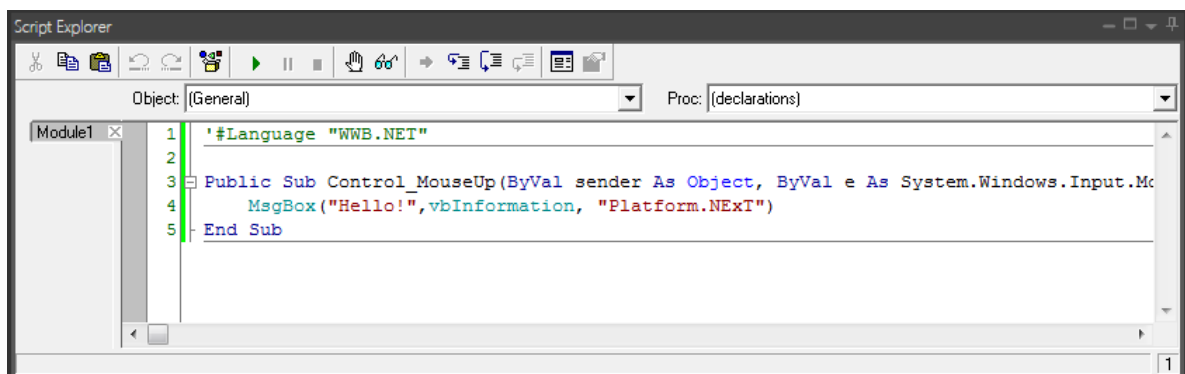 Script Explorer
Object: (General) Proc: (declarations)
Module1
1 '#Language "WWB.NET"
2
3 Public Sub Control_MouseUp(ByVal sender As Object, ByVal e As System.Windows.Input.Mo
4 MsgBox("Hello!",vbInformation, "Platform.NExT")
5 End Sub
1